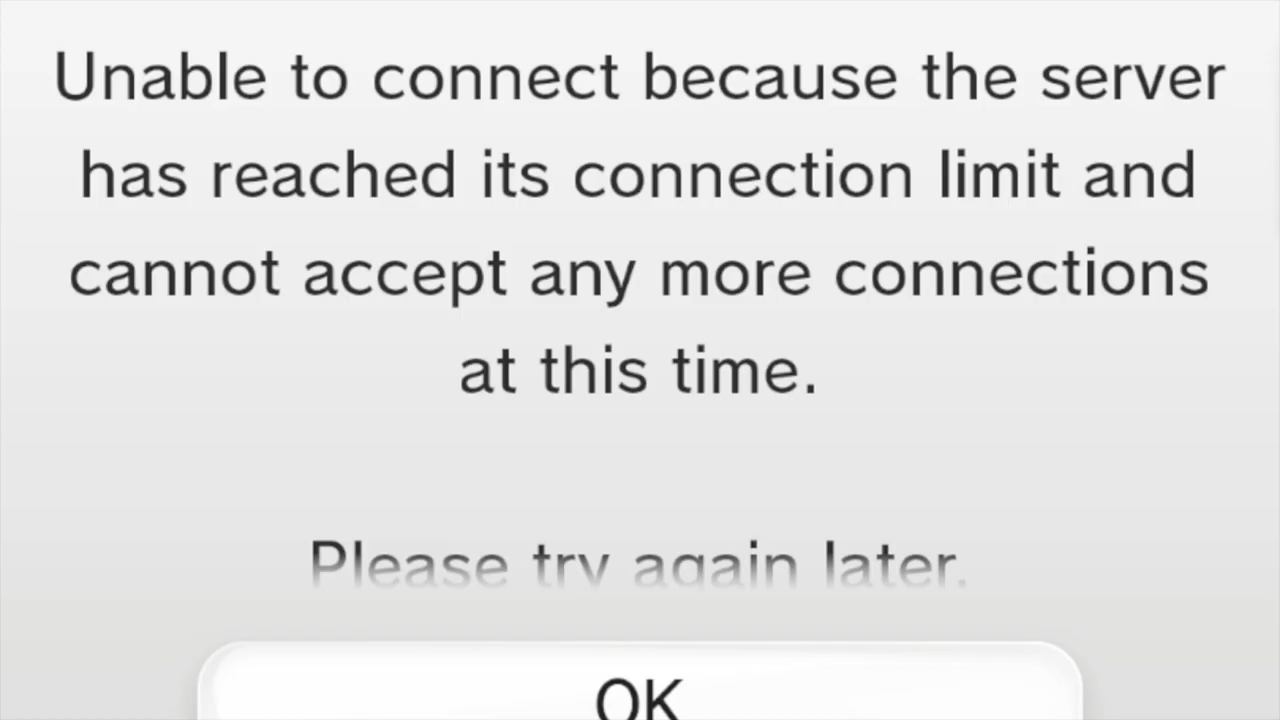 Unable to connect because the server
has reached its connection limit and
cannot accept any more connections
at this time.
Please try again later.
OK